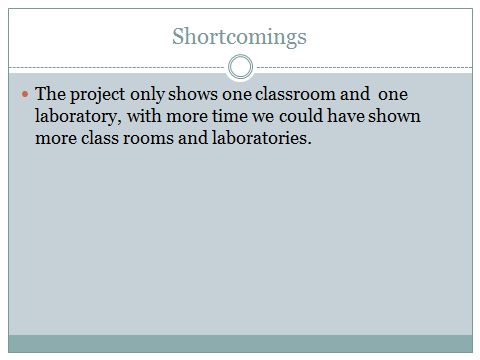 Shortcomings
• The project only shows one classroom and  one
laboratory, with more time we could have shown
more class rooms and laboratories.